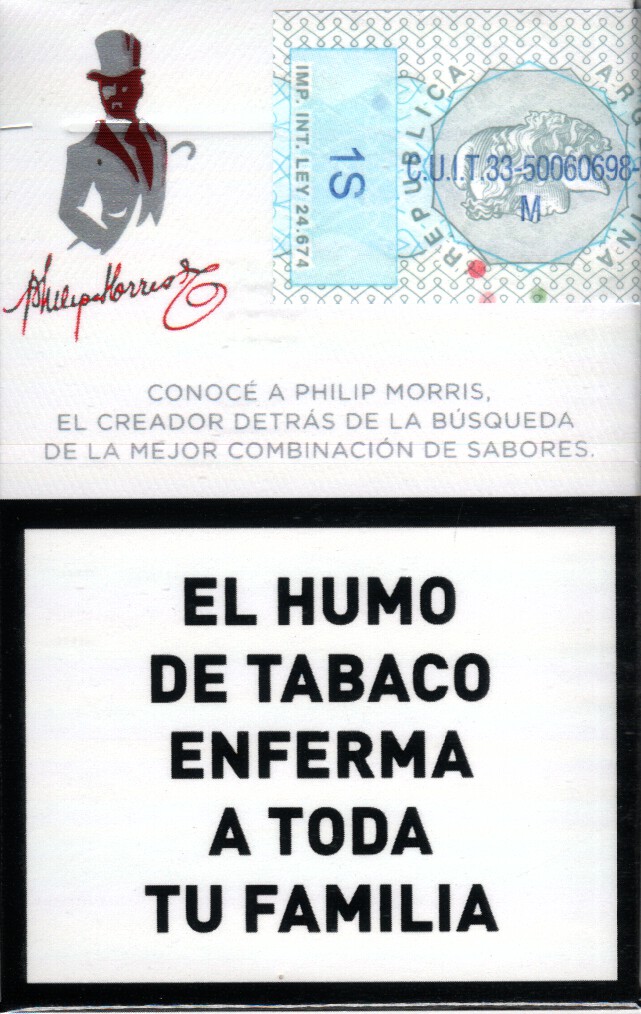 IMP. INT. LEY 24.674
1S
REPUBLICA
C.U.I.T.33-50060698-
M
Philip Morris
CONOCÉ A PHILIP MORRIS,
EL CREADOR DETRÁS DE LA BÚSQUEDA
DE LA MEJOR COMBINACIÓN DE SABORES.
EL HUMO
DE TABACO
ENFERMA
A TODA
TU FAMILIA